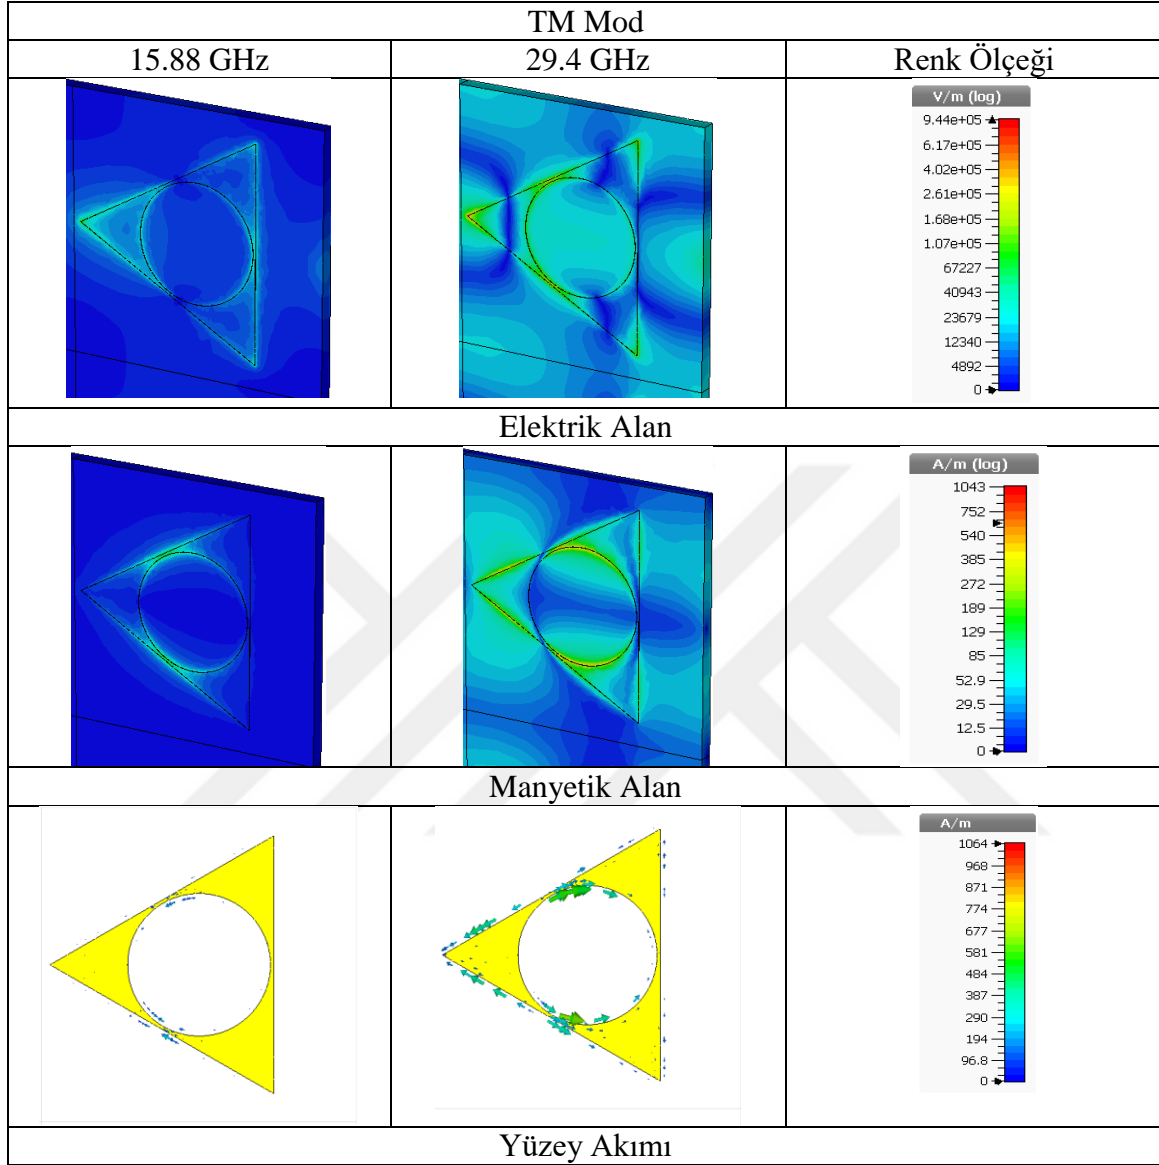 TM Mod
15.88 GHz
29.4 GHz
Renk Ölçeği
V/m (log)
9.44e+05
6.17e+05
4.02e+05
2.61e+05
1.68e+05
1.07e+05
67227
40943
23679
12340
4892
0
Elektrik Alan
A/m (log)
1043
752
540
385
272
189
129
85
52.9
29.5
12.5
0
Manyetik Alan
A/m
1064
968
871
774
677
581
484
387
290
194
96.8
0
Yüzey Akımı